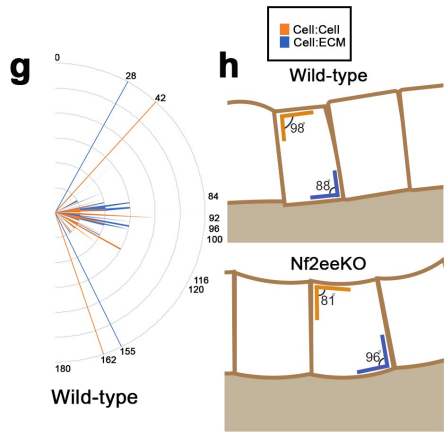 Cell:Cell
Cell:ECM
g
0
28
42
84
92
96
100
116
120
155
162
180
Wild-type
h
Wild-type
98°
88°
Nf2eeKO
81°
96°